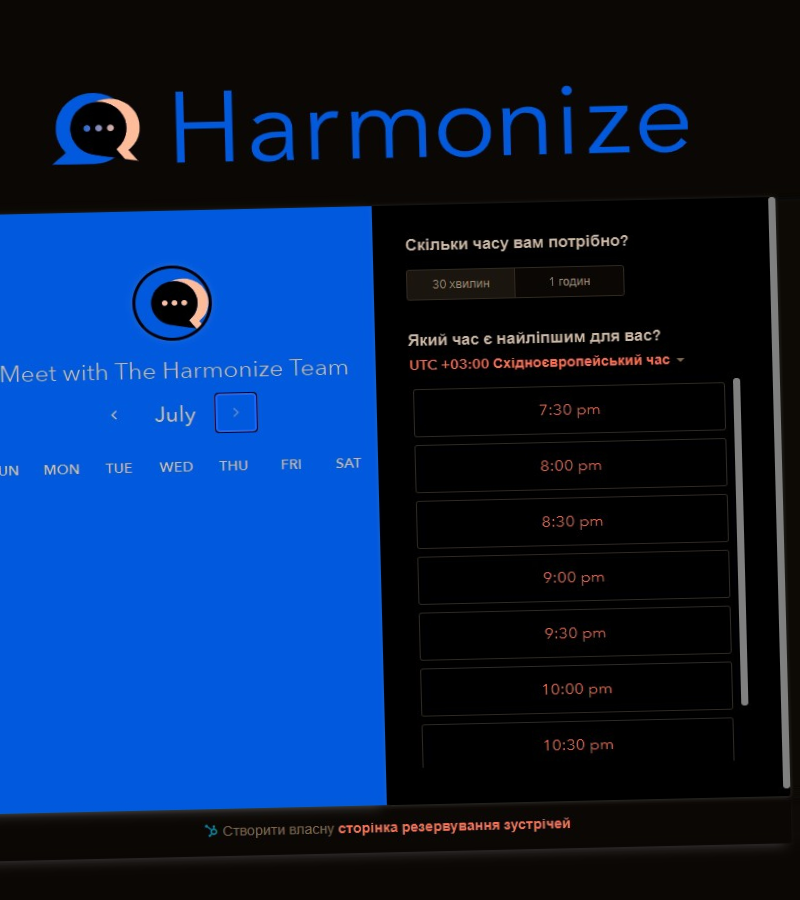 Harmonize
Meet with The Harmonize Team
July
MON TUE WED THU FRI SAT
Скільки часу вам потрібно?
30 хвилин 1 годин
Який час є найліпшим для вас?
UTC +03:00 Східноєвропейський час
7:30 pm
8:00 pm
8:30 pm
9:00 pm
9:30 pm
10:00 pm
10:30 pm
Створити власну сторінка резервування зустрічей